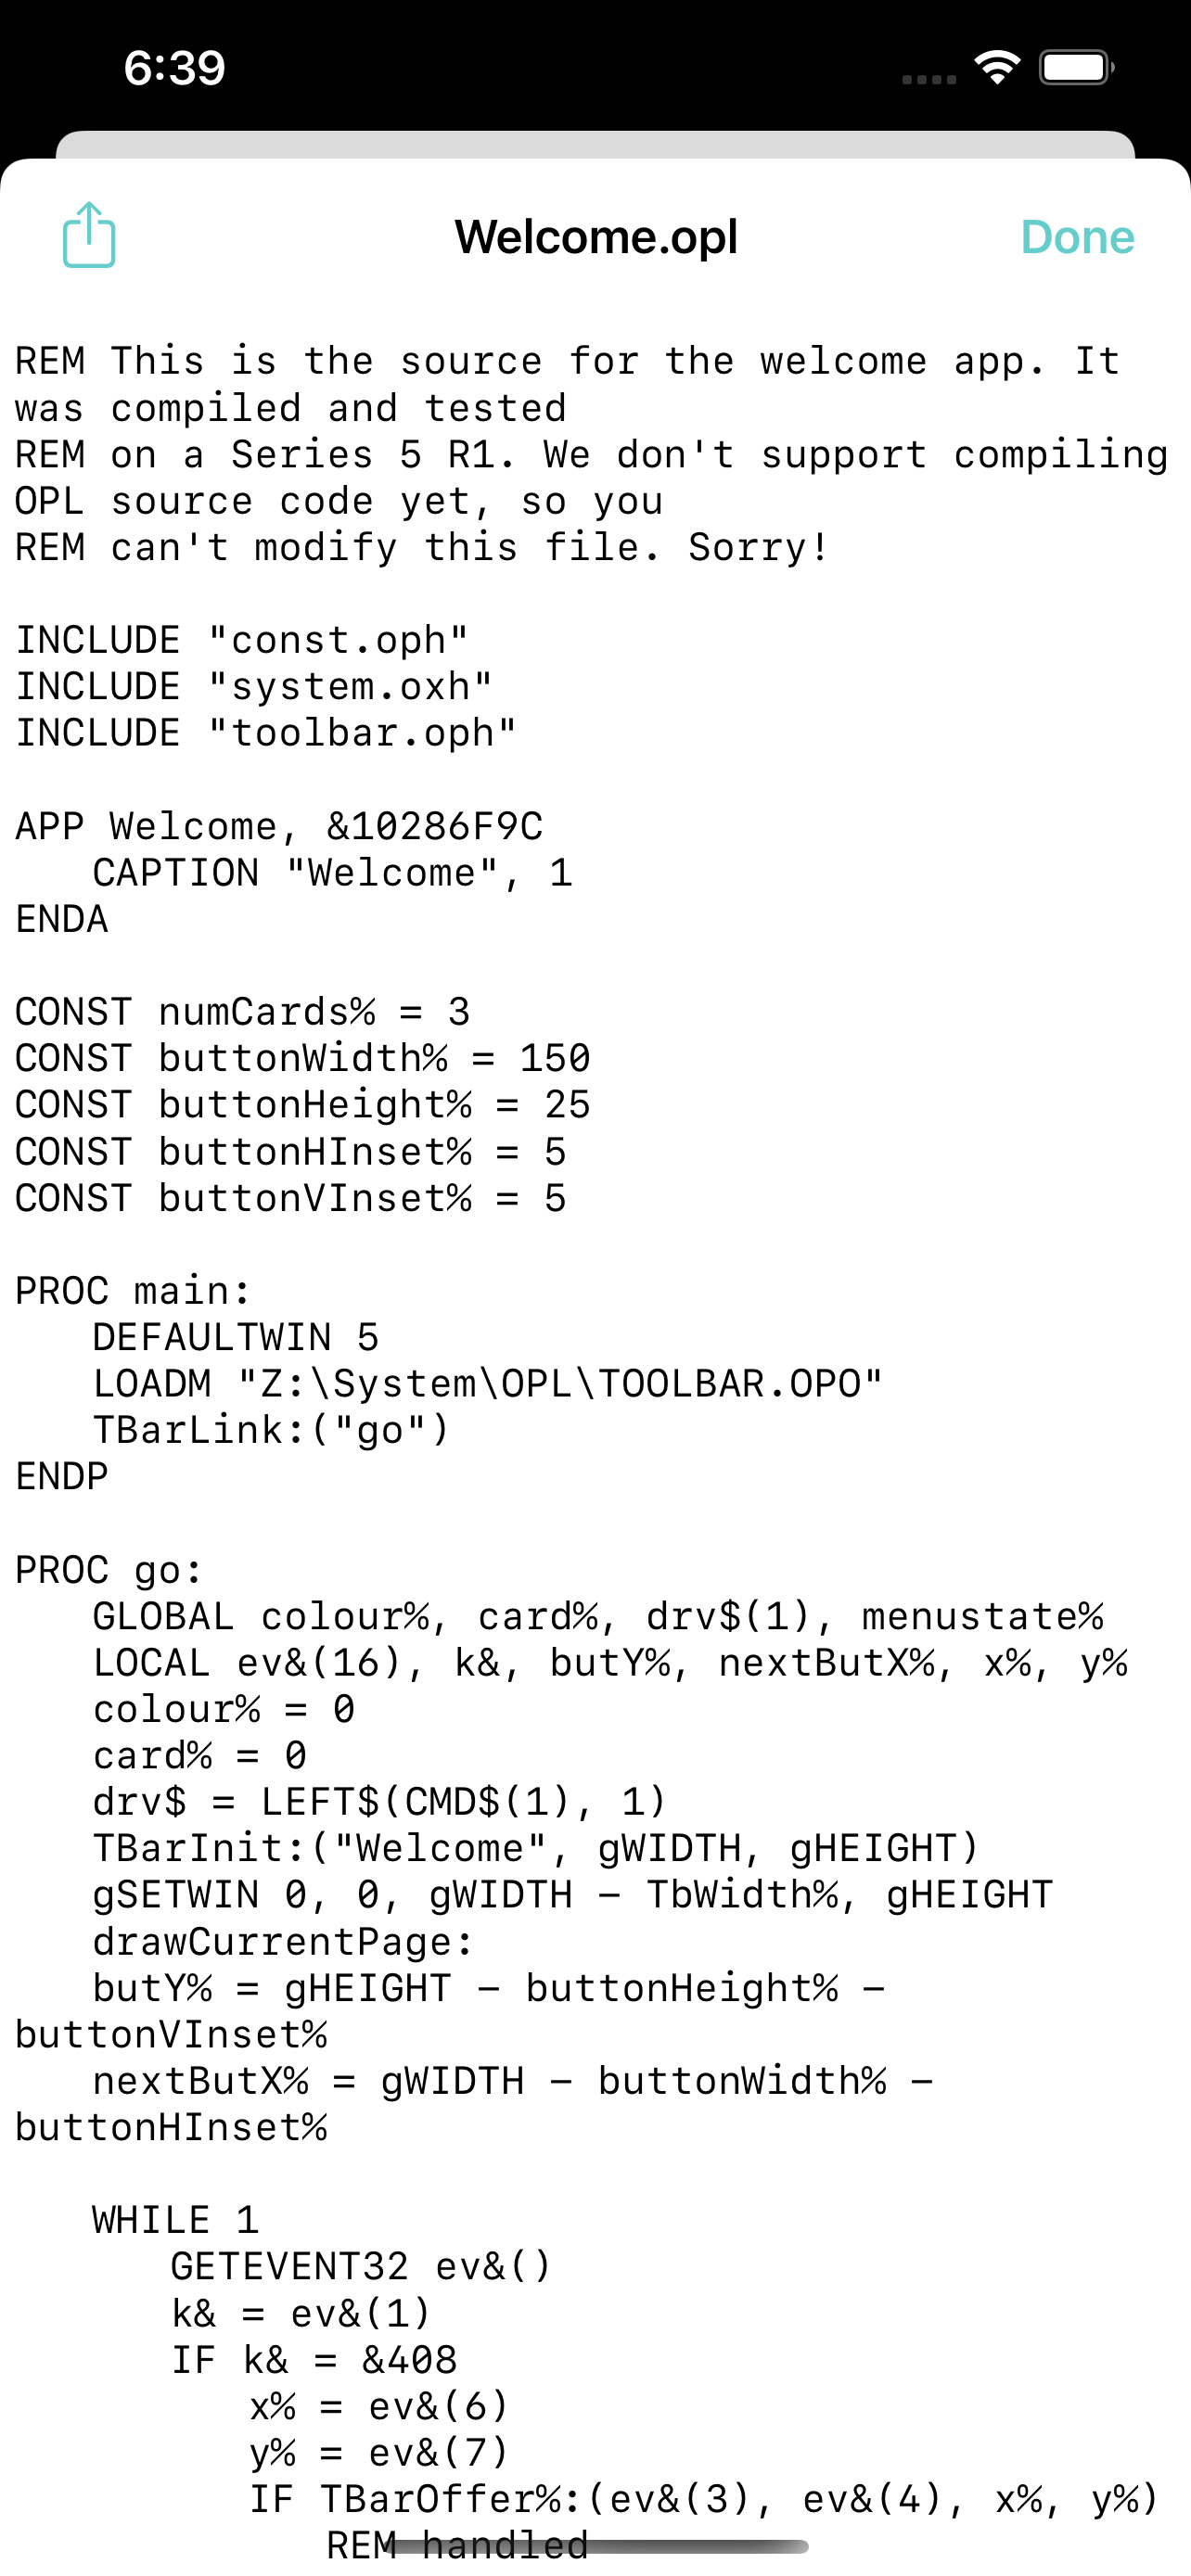 6:39
Welcome.opl
Done
REM This is the source for the welcome app. It
was compiled and tested
REM on a Series 5 R1. We don't support compiling
OPL source code yet, so you
REM can't modify this file. Sorry!
INCLUDE "const.oph"
INCLUDE "system.oxh"
INCLUDE "toolbar.oph"
APP Welcome, &10286F9C
CAPTION "Welcome", 1
ENDA
CONST numCards% = 3
CONST buttonWidth% = 150
CONST buttonHeight% = 25
CONST buttonHInset% = 5
CONST buttonVInset% = 5
PROC main:
DEFAULTWIN 5
LOADM "Z:\System\OPL\TOOLBAR.OPO"
TBarLink:("go")
ENDP
PROC go:
GLOBAL colour%, card%, drv$(1), menustate%
LOCAL ev&(16), k&, butY%, nextButX%, x%, y%
colour% = 0
card% = 0
drv$ = LEFT$(CMD$(1), 1)
TBarInit:("Welcome", gWIDTH, gHEIGHT)
gSETWIN 0, 0, gWIDTH - TbWidth%, gHEIGHT
drawCurrentPage:
butY% = gHEIGHT - buttonHeight% -
buttonVInset%
nextButX% = gWIDTH - buttonWidth% -
buttonHInset%
WHILE 1
GETEVENT32 ev&()
k& = ev&(1)
IF k& = &408
x% = ev&(6)
y% = ev&(7)
IF TBarOffer%:(ev&(3), ev&(4), x%, y%)
REM handled